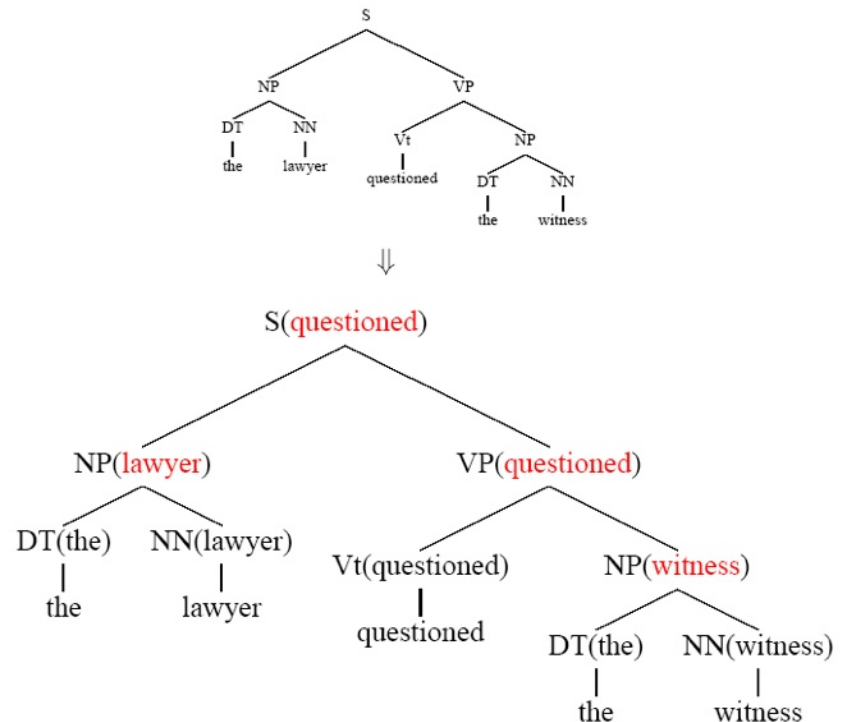 S
NP VP
DT NN Vt NP
the lawyer questioned DT NN
the witness
⇓
S(questioned)
NP(lawyer) VP(questioned)
DT(the) NN(lawyer) Vt(questioned) NP(witness)
the lawyer questioned DT(the) NN(witness)
the witness